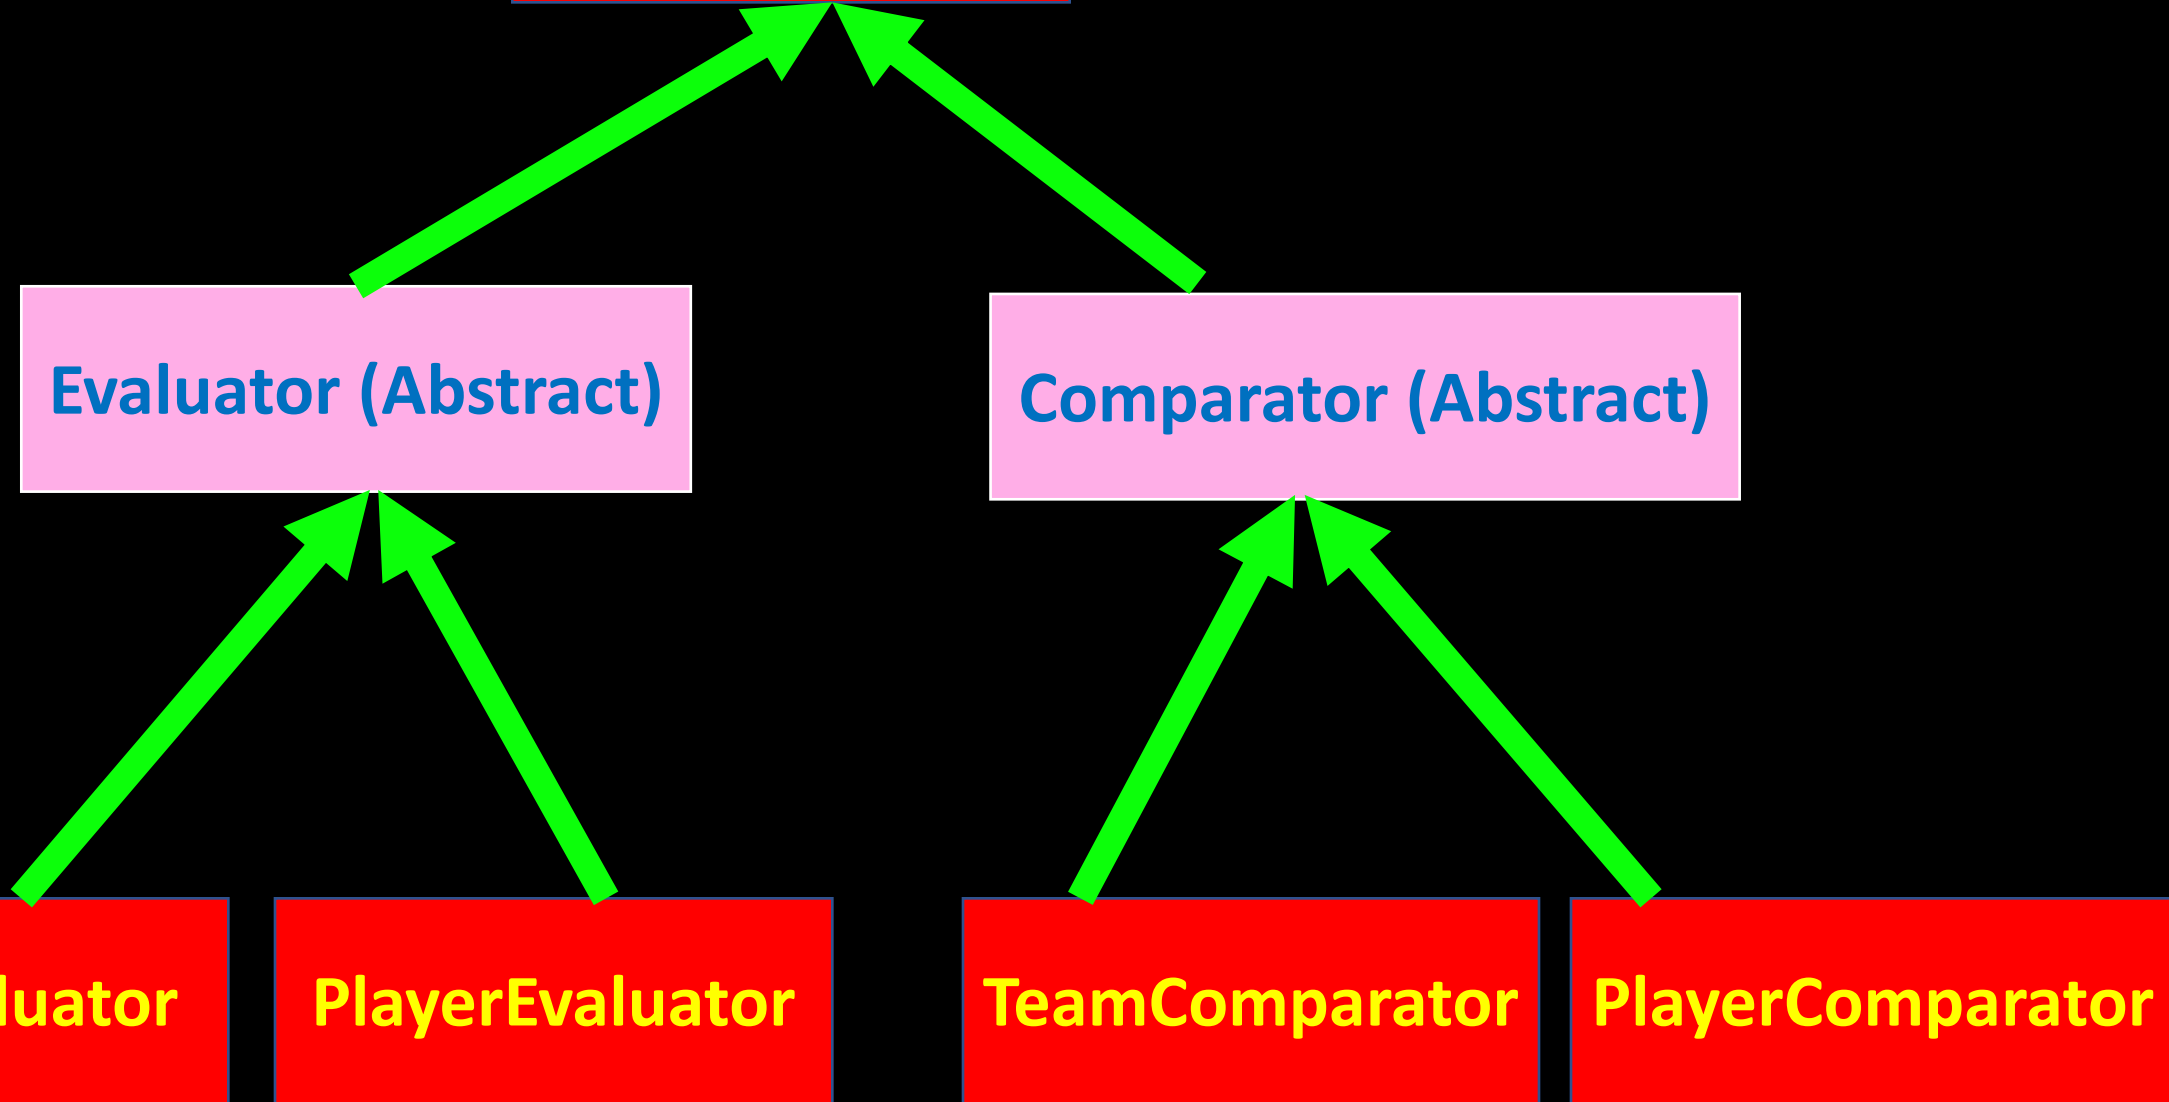 Evaluator (Abstract)
Comparator (Abstract)
luator
PlayerEvaluator
TeamComparator
PlayerComparator